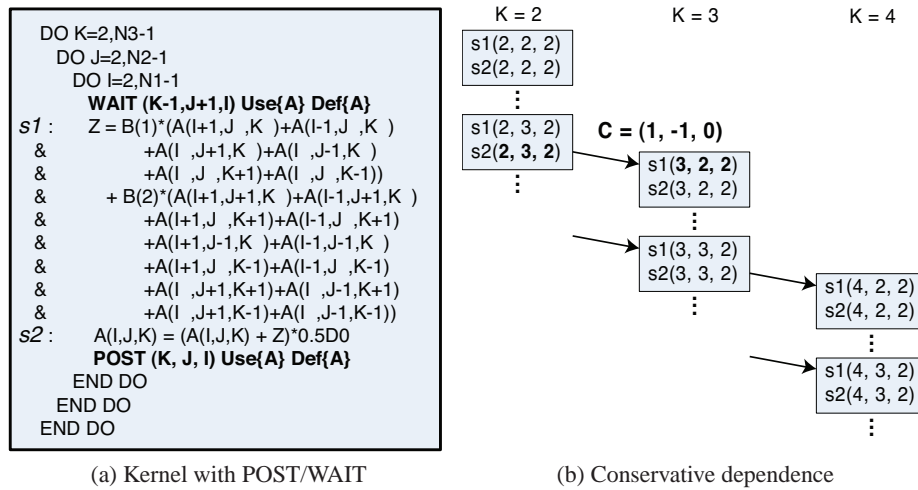 DO K=2,N3-1
DO J=2,N2-1
DO I=2,N1-1
WAIT (K-1,J+1,I) Use{A} Def{A}
s1 : Z = B(1)*(A(I+1,J ,K )+A(I-1,J ,K )
& +A(I ,J+1,K )+A(I ,J-1,K )
& +A(I ,J ,K+1)+A(I ,J ,K-1))
& + B(2)*(A(I+1,J+1,K )+A(I-1,J+1,K )
& +A(I+1,J ,K+1)+A(I-1,J ,K+1)
& +A(I+1,J-1,K )+A(I-1,J-1,K )
& +A(I+1,J ,K-1)+A(I-1,J ,K-1)
& +A(I ,J+1,K+1)+A(I ,J-1,K+1)
& +A(I ,J+1,K-1)+A(I ,J-1,K-1))
s2 : A(I,J,K) = (A(I,J,K) + Z)*0.5D0
POST (K, J, I) Use{A} Def{A}
END DO
END DO
END DO
(a) Kernel with POST/WAIT
K = 2
s1(2, 2, 2)
s2(2, 2, 2)
s1(2, 3, 2)
s2(2, 3, 2)
C = (1, -1, 0)
K = 3
s1(3, 2, 2)
s2(3, 2, 2)
s1(3, 3, 2)
s2(3, 3, 2)
K = 4
s1(4, 2, 2)
s2(4, 2, 2)
s1(4, 3, 2)
s2(4, 3, 2)
(b) Conservative dependence